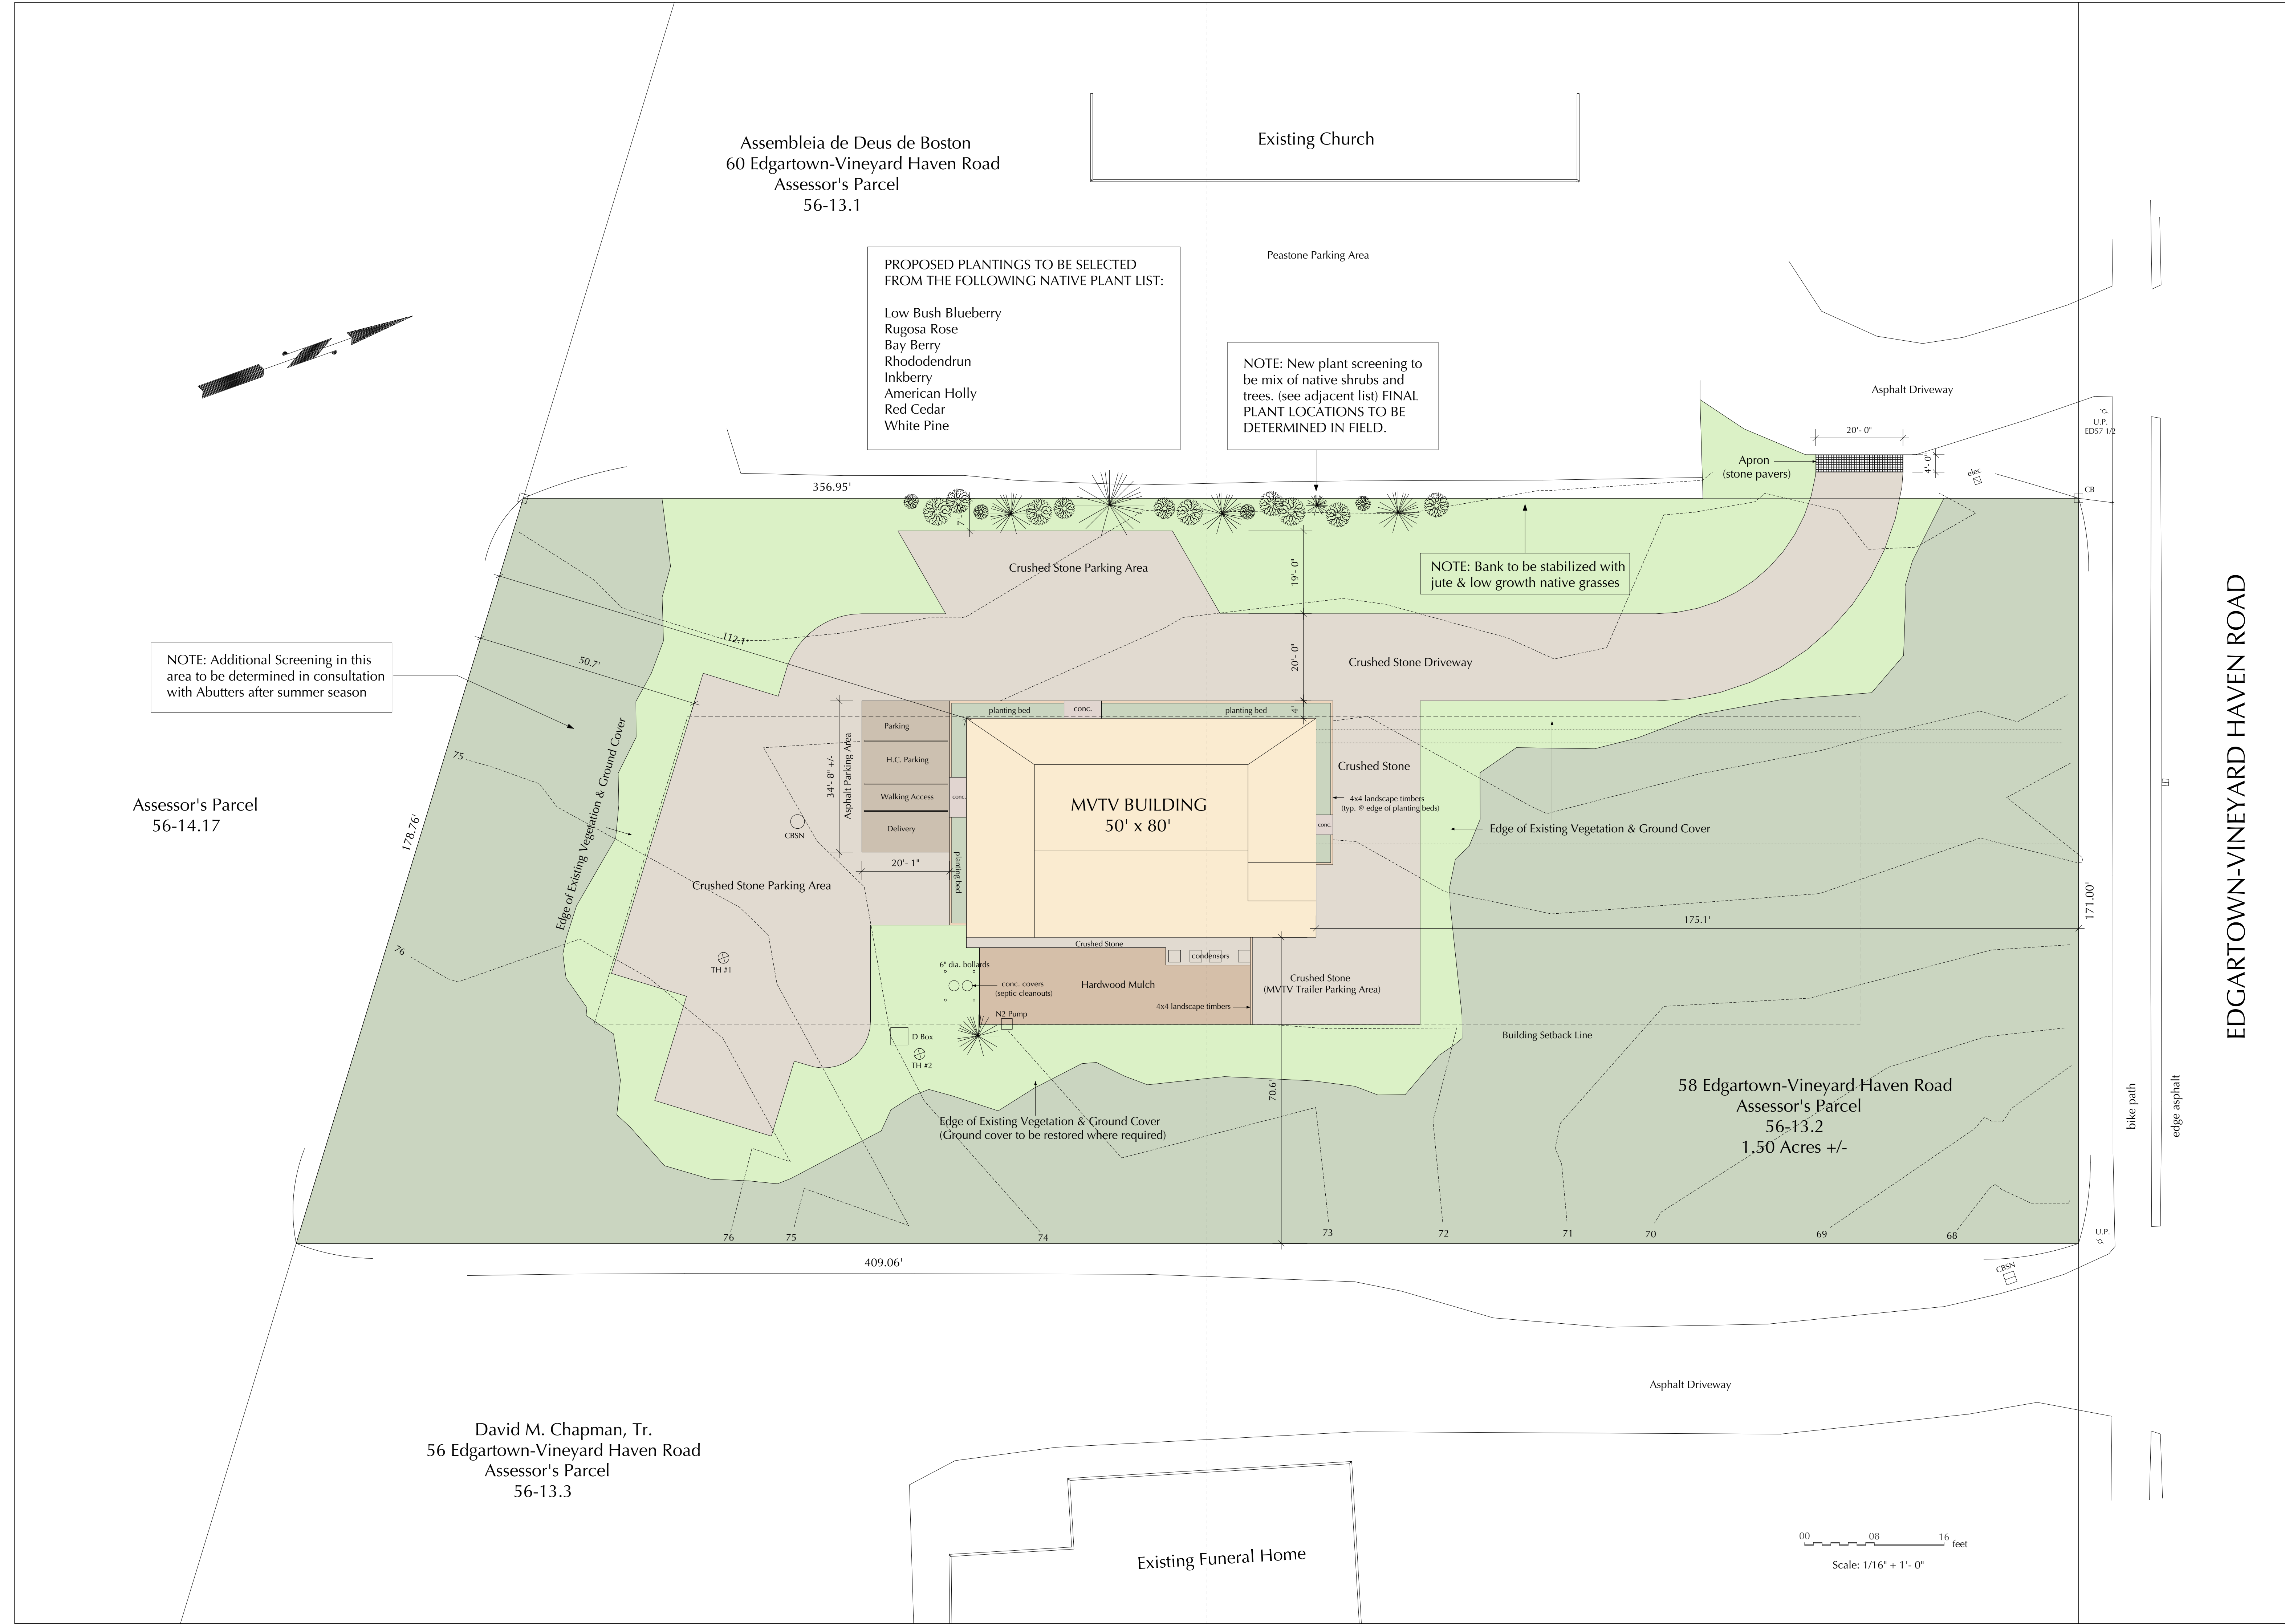 Existing Church
Assembleia de Deus de Boston
60 Edgartown-Vineyard Haven Road
Assessor's Parcel
56-13.1
Peastone Parking Area
PROPOSED PLANTINGS TO BE SELECTED
FROM THE FOLLOWING NATIVE PLANT LIST:
Low Bush Blueberry
Rugosa Rose
Bay Berry
Rhododendrun
Inkberry
American Holly
Red Cedar
White Pine
NOTE: New plant screening to
be mix of native shrubs and
trees. (see adjacent list) FINAL
PLANT LOCATIONS TO BE
DETERMINED IN FIELD.
Asphalt Driveway
U.P.
ED57 1/2
20'- 0"
Apron
(stone pavers)
4'- 0"
elec
CB
356.95'
Crushed Stone Parking Area
19'- 0"
NOTE: Bank to be stabilized with
jute & low growth native grasses
112.1'
50.7'
20'- 0"
Crushed Stone Driveway
NOTE: Additional Screening in this
area to be determined in consultation
with Abutters after summer season
planting bed
conc.
planting bed
4'
Parking
H.C. Parking
Walking Access
Delivery
34'- 8" +/-
Asphalt Parking Area
conc.
planting bed
20'- 1"
MVTV BUILDING
50' x 80'
Crushed Stone
4x4 landscape timbers
(typ. @ edge of planting beds)
conc.
Edge of Existing Vegetation & Ground Cover
Edge of Existing Vegetation & Ground Cover
75
Assessor's Parcel
56-14.17
178.76'
CBSN
Crushed Stone Parking Area
76
TH #1
175.1'
171.00'
EDGARTOWN-VINEYARD HAVEN ROAD
Crushed Stone
condensors
6" dia. bollards
conc. covers
(septic cleanouts)
Hardwood Mulch
Crushed Stone
(MVTV Trailer Parking Area)
4x4 landscape timbers
N2 Pump
D Box
TH #2
Building Setback Line
70.6'
58 Edgartown-Vineyard Haven Road
Assessor's Parcel
56-13.2
1.50 Acres +/-
bike path
edge asphalt
Edge of Existing Vegetation & Ground Cover
(Ground cover to be restored where required)
76
75
74
73
72
71
70
69
68
U.P.
CBSN
409.06'
Asphalt Driveway
David M. Chapman, Tr.
56 Edgartown-Vineyard Haven Road
Assessor's Parcel
56-13.3
Existing Funeral Home
00
08
16
feet
Scale: 1/16" + 1'- 0"